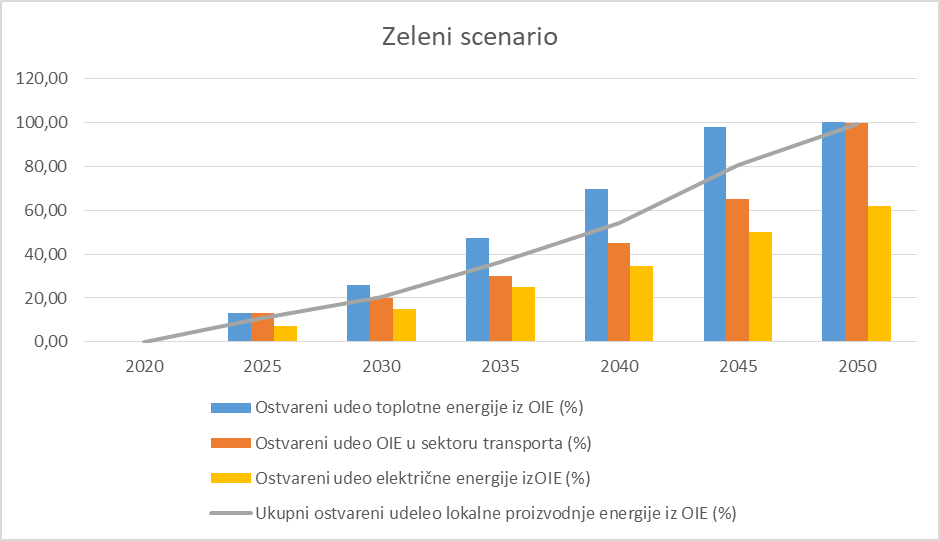 Zeleni scenario
120,00
100,00
80,00
60,00
40,00
20,00
0,00
2020 2025 2030 2035 2040 2045 2050
Ostvareni udeo toplotne energije iz OIE (%)
Ostvareni udeo OIE u sektoru transporta (%)
Ostvareni udeo električne energije izOIE (%)
Ukupni ostvareni udeleo lokalne proizvodnje energije iz OIE (%)